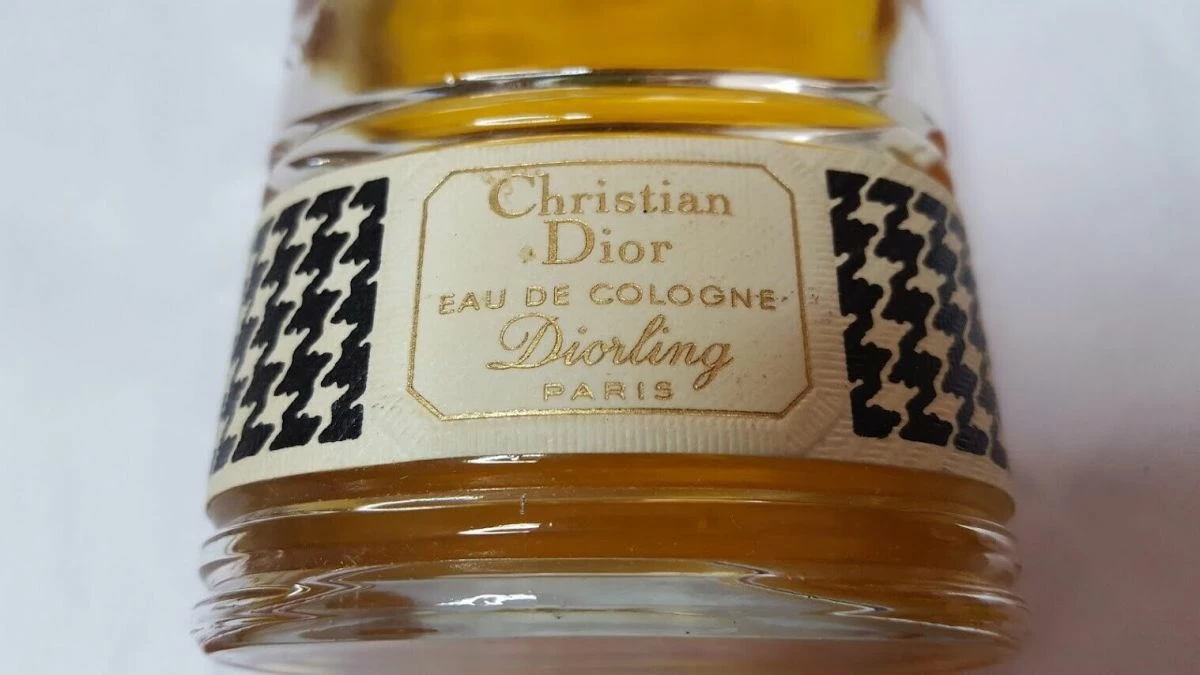 Christian
Dior
EAU DE COLOGNE
Diorling
PARIS